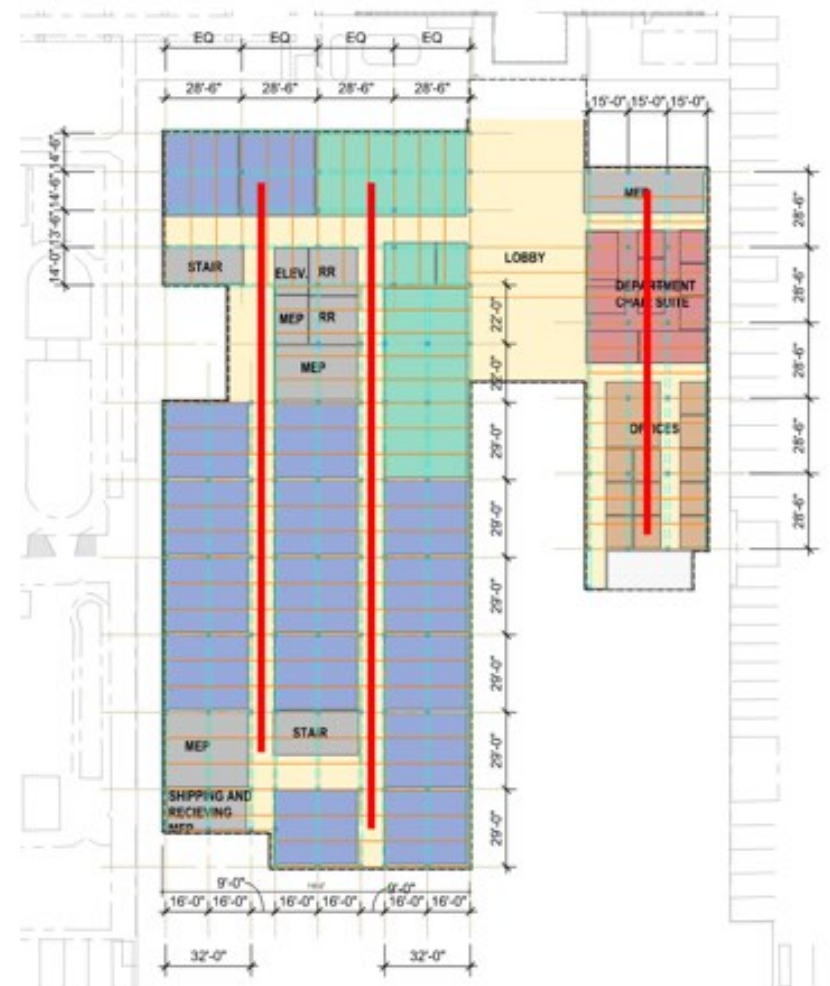 EQ EQ EQ EQ
28'-6" 28'-6" 28'-6" 28'-6"
15'-0" 15'-0" 15'-0"
14'-6"
14'-6"
13'-6"
14'-0"
MEP
28'-6"
STAIR
ELEV. RR
LOBBY
DEPARTMENT
CHAIR SUITE
28'-6"
MEP RR
22'-0"
MEP
22'-0"
28'-6"
OFFICES
29'-0"
28'-6"
29'-0"
28'-6"
29'-0"
29'-0"
STAIR
MEP
29'-0"
SHIPPING AND
RECIEVING
MEP
29'-0"
9'-0" 9'-0"
16'-0" 16'-0" 16'-0" 16'-0" 16'-0" 16'-0"
32'-0" 32'-0"